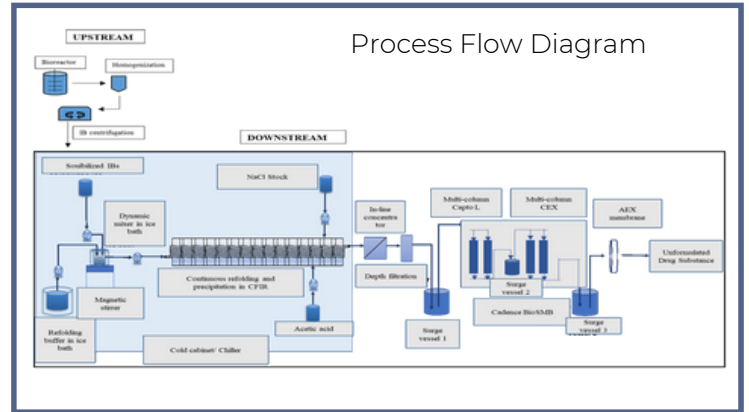 Process Flow Diagram
UPSTREAM
Bioreactor
Homogenization
IB centrifugation
DOWNSTREAM
Soulbilized IBs
NaCl Stock
Dynamic
mixer in ice
bath
In-line
concentra
tor
Multi-column
Capto L
Multi-column
CEX
AEX
membrane
Unformulated
Drug Substance
Continuous refolding and
precipitation in CFIR
Depth filtration
Magnetic
stirrer
Surge
vessel 2
Refolding
buffer in ice
bath
Acetic acid
Surge
vessel 1
Cadence BioSMB
Surge
vessel 3
Cold cabinet/ Chiller